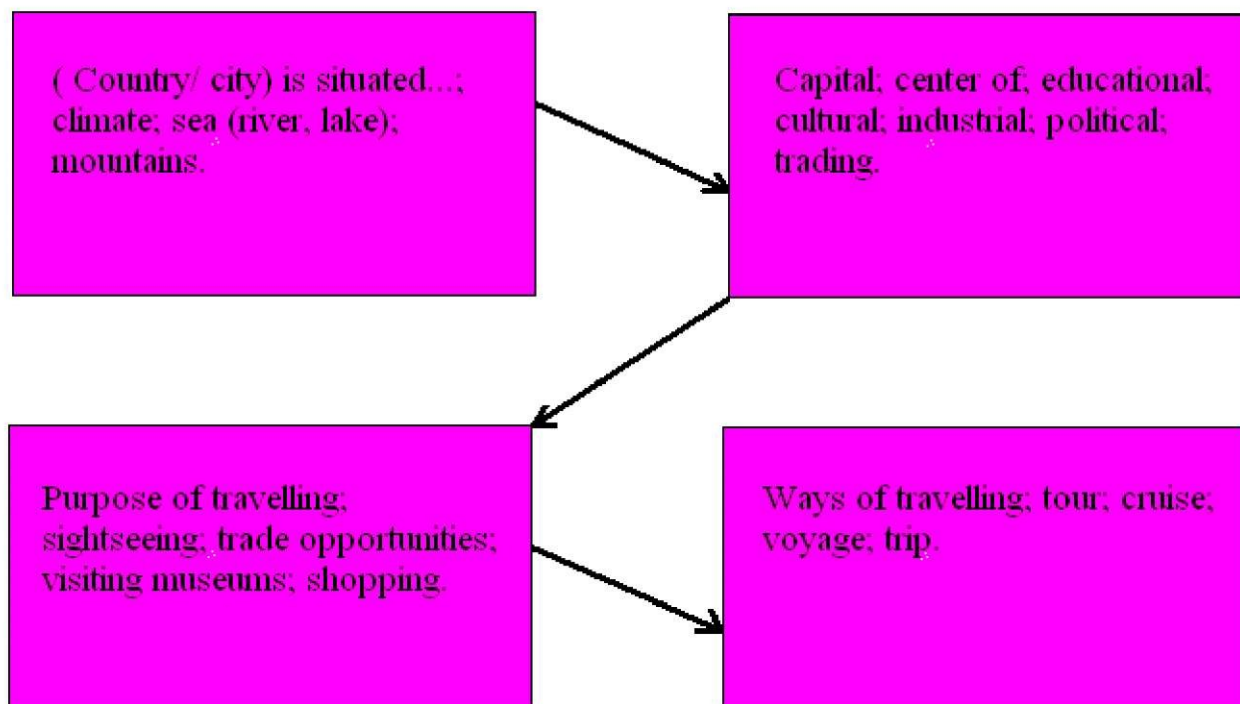 ( Country/ city) is situated...;
climate; sea (river, lake);
mountains.
Capital; center of; educational;
cultural; industrial; political;
trading.
Purpose of travelling;
sightseeing; trade opportunities;
visiting museums; shopping.
Ways of travelling; tour; cruise;
voyage; trip.